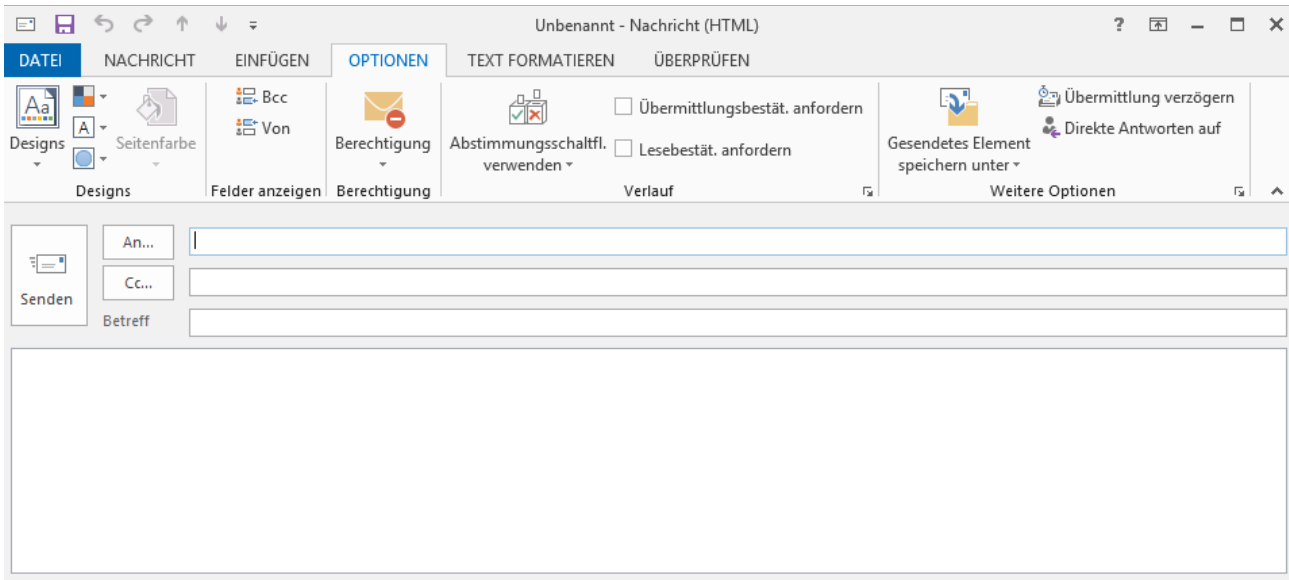 Unbenannt - Nachricht (HTML)
?
DATEI NACHRICHT EINFÜGEN OPTIONEN TEXT FORMATIEREN ÜBERPRÜFEN
Aa
Designs
A
Seitenfarbe
Designs
Bcc
Von
Felder anzeigen
Berechtigung
Berechtigung
Abstimmungsschaltfl.
verwenden
Übermittlungsbestät. anfordern
Lesebestät. anfordern
Verlauf
Gesendetes Element
speichern unter
Übermittlung verzögern
Direkte Antworten auf
Weitere Optionen
Senden
An...
Cc...
Betreff